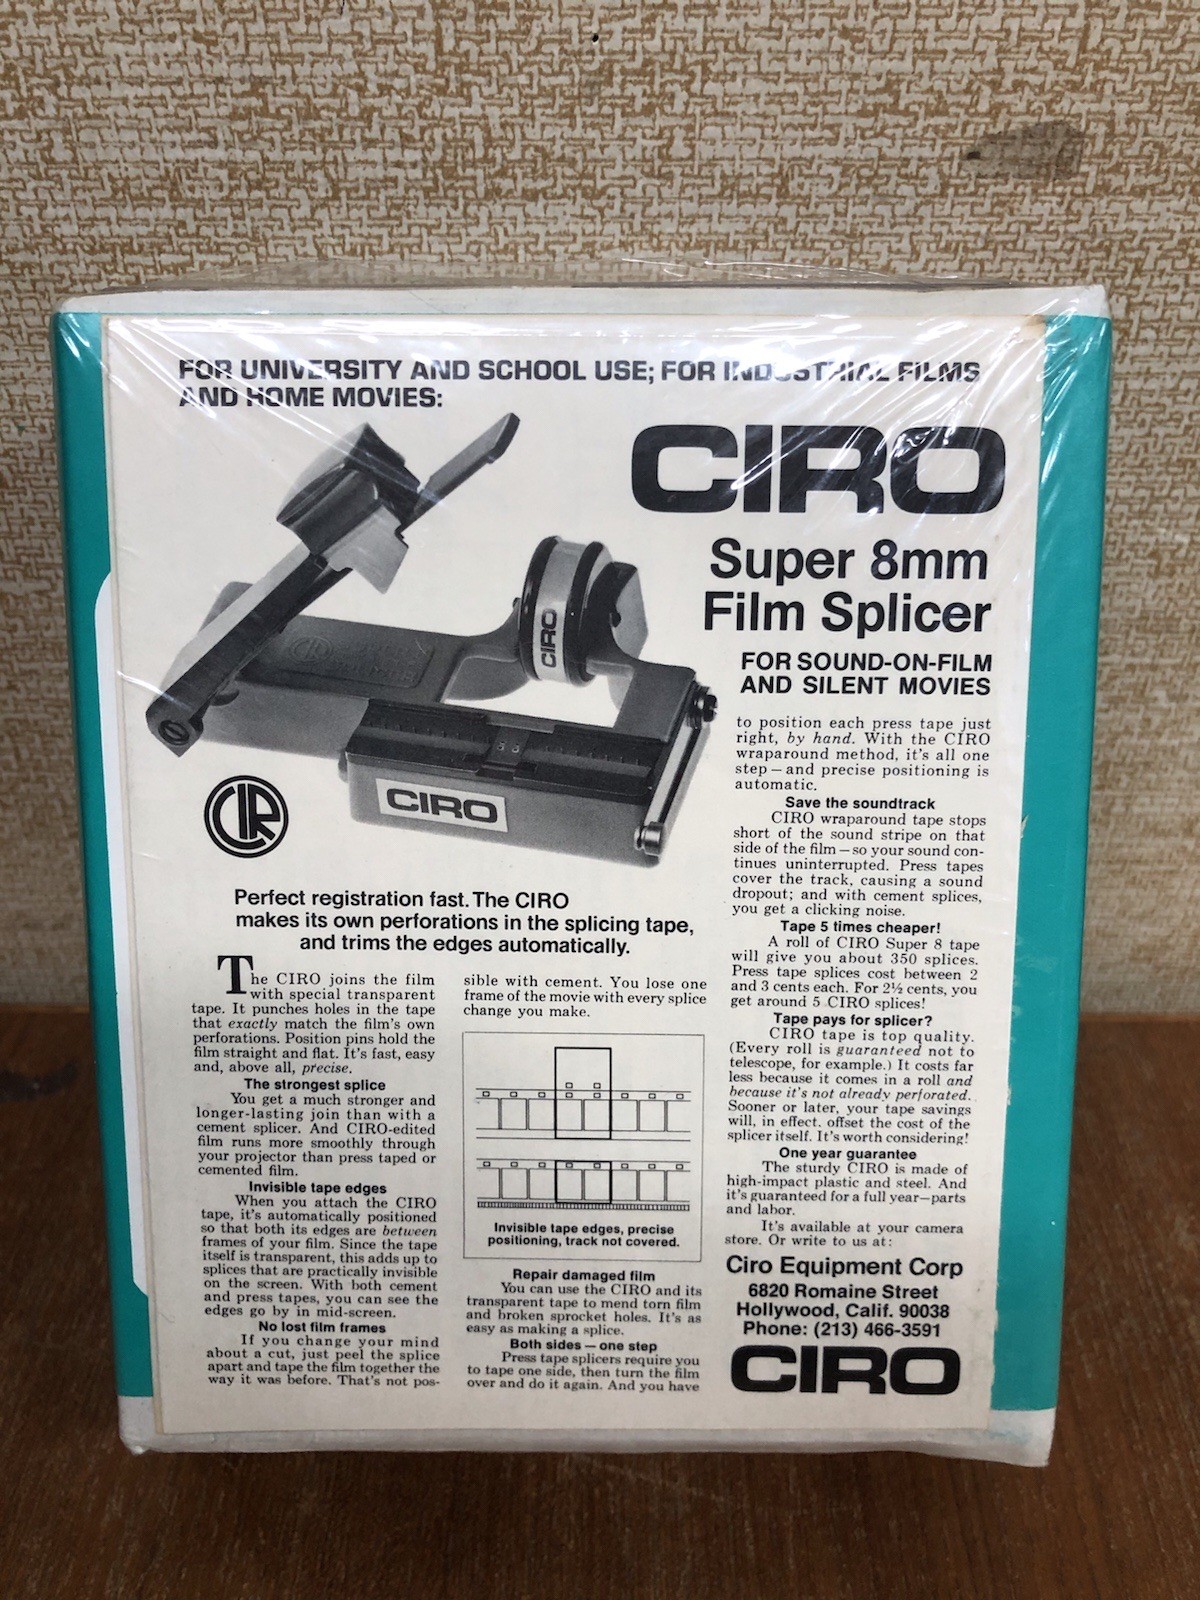 FOR UNIVERSITY AND SCHOOL USE; FOR INDUSTRIAL FILMS
AND HOME MOVIES:
CIRO
Super 8mm
Film Splicer
FOR SOUND-ON-FILM
AND SILENT MOVIES
CIRO
CIRO
CIR
Perfect registration fast. The CIRO
makes its own perforations in the splicing tape,
and trims the edges automatically.
The CIRO joins the film
with special transparent
tape. It punches holes in the tape
that exactly match the film's own
perforations. Position pins hold the
film straight and flat. It's fast, easy
and, above all, precise.
The strongest splice
You get a much stronger and
longer-lasting join than with a
cement splicer. And CIRO-edited
film runs more smoothly through
your projector than press taped or
cemented film.
Invisible tape edges
When you attach the CIRO
tape, it's automatically positioned
so that both its edges are between
frames of your film. Since the tape
itself is transparent, this adds up to
splices that are practically invisible
on the screen. With both cement
and press tapes, you can see the
edges go by in mid-screen.
No lost film frames
If you change your mind
about a cut, just peel the splice
apart and tape the film together the
way it was before. That's not pos-
sible with cement. You lose one
frame of the movie with every splice
change you make.
Invisible tape edges, precise
positioning, track not covered.
Repair damaged film
You can use the CIRO and its
transparent tape to mend torn film
and broken sprocket holes. It's as
easy as making a splice.
Both sides — one step
Press tape splicers require you
to tape one side, then turn the film
over and do it again. And you have
to position each press tape just
right, by hand. With the CIRO
wraparound method, it's all one
step — and precise positioning is
automatic.
Save the soundtrack
CIRO wraparound tape stops
short of the sound stripe on that
side of the film — so your sound con-
tinues uninterrupted. Press tapes
cover the track, causing a sound
dropout; and with cement splices,
you get a clicking noise.
Tape 5 times cheaper!
A roll of CIRO Super 8 tape
will give you about 350 splices.
Press tape splices cost between 2
and 3 cents each. For 2½ cents, you
get around 5 CIRO splices!
Tape pays for splicer?
CIRO tape is top quality.
(Every roll is guaranteed not to
telescope, for example.) It costs far
less because it comes in a roll and
because it's not already perforated.
Sooner or later, your tape savings
will, in effect. offset the cost of the
splicer itself. It's worth considering!
One year guarantee
The sturdy CIRO is made of
high-impact plastic and steel. And
it's guaranteed for a full year—parts
and labor.
It's available at your camera
store. Or write to us at:
Ciro Equipment Corp
6820 Romaine Street
Hollywood, Calif. 90038
Phone: (213) 466-3591
CIRO